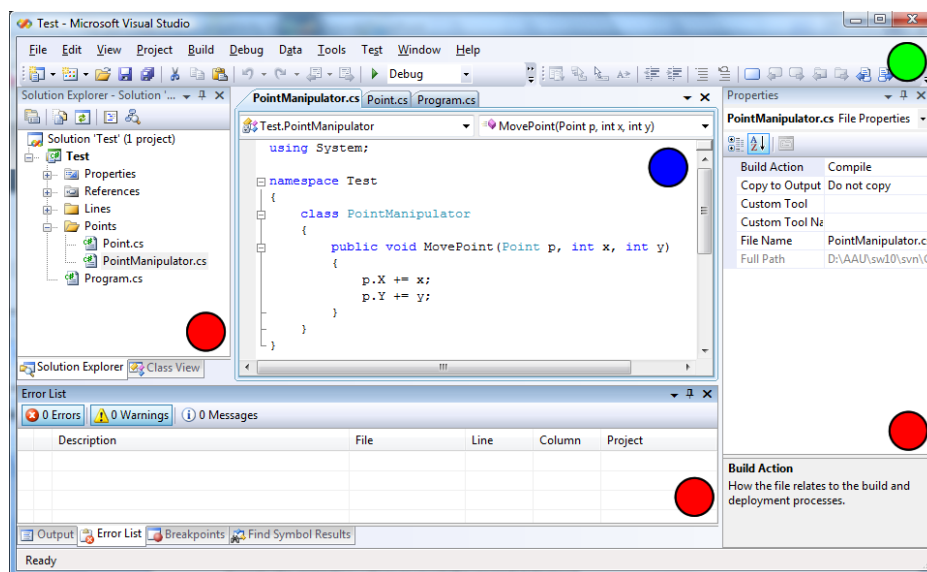 Test - Microsoft Visual Studio
File Edit View Project Build Debug Data Tools Test Window Help
Debug
Solution Explorer - Solution '...
Solution 'Test' (1 project)
Test
Properties
References
Lines
Points
Point.cs
PointManipulator.cs
Program.cs
Solution Explorer Class View
PointManipulator.cs Point.cs Program.cs
Test.PointManipulator MovePoint(Point p, int x, int y)
using System;
namespace Test
{
class PointManipulator
{
public void MovePoint(Point p, int x, int y)
{
p.X += x;
p.Y += y;
}
}
}
Properties
PointManipulator.cs File Properties
Build Action Compile
Copy to Output Do not copy
Custom Tool
Custom Tool Na
File Name PointManipulator.c
Full Path D:\AAU\sw10\svn\
Build Action
How the file relates to the build and
deployment processes.
Error List
0 Errors 0 Warnings 0 Messages
Description File Line Column Project
Output Error List Breakpoints Find Symbol Results
Ready